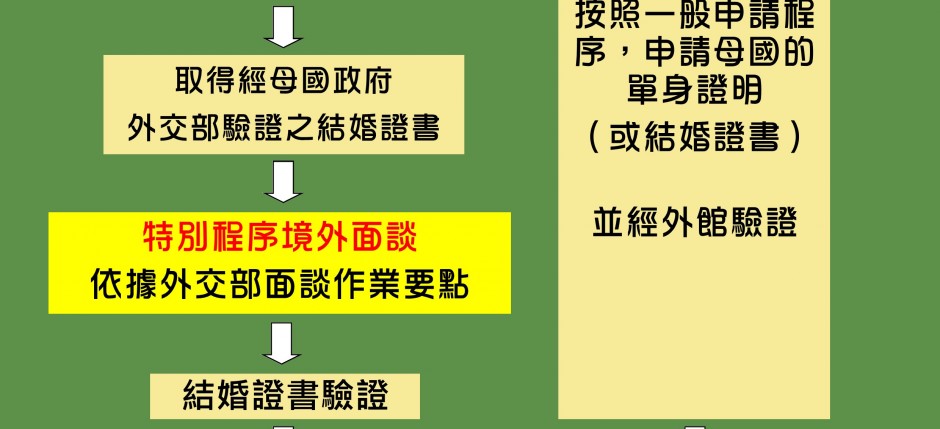 取得經母國政府
外交部驗證之結婚證書
特別程序境外面談
依據外交部面談作業要點
結婚證書驗證
按照一般申請程
序，申請母國的
單身證明
（或結婚證書）
並經外館驗證